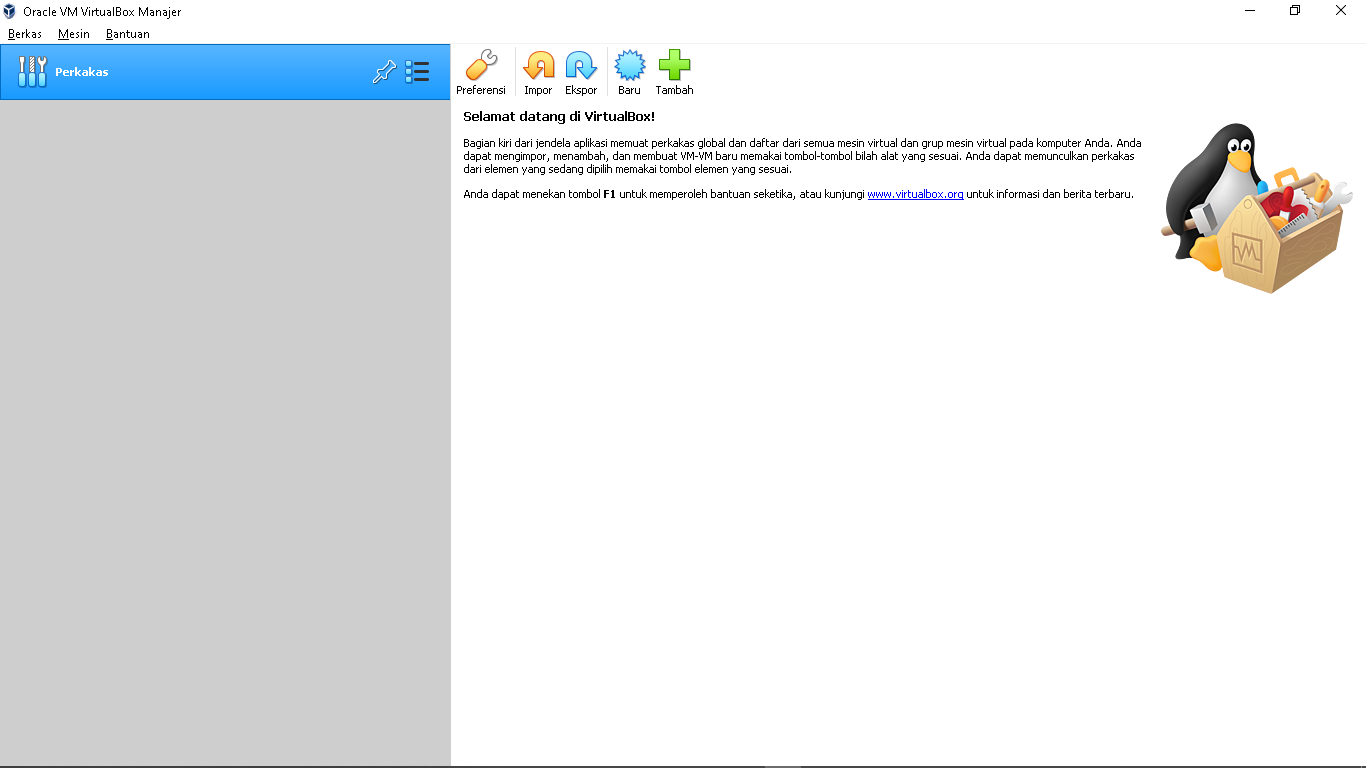 Oracle VM VirtualBox Manajer
Berkas Mesin Bantuan
Perkakas
Preferensi Impor Ekspor Baru Tambah
Selamat datang di VirtualBox!
Bagian kiri dari jendela aplikasi memuat perkakas global dan daftar dari semua mesin virtual dan grup mesin virtual pada komputer Anda. Anda
dapat mengimpor, menambah, dan membuat VM-VM baru memakai tombol-tombol bilah alat yang sesuai. Anda dapat memunculkan perkakas
dari elemen yang sedang dipilih memakai tombol elemen yang sesuai.
Anda dapat menekan tombol F1 untuk memperoleh bantuan seketika, atau kunjungi www.virtualbox.org untuk informasi dan berita terbaru.